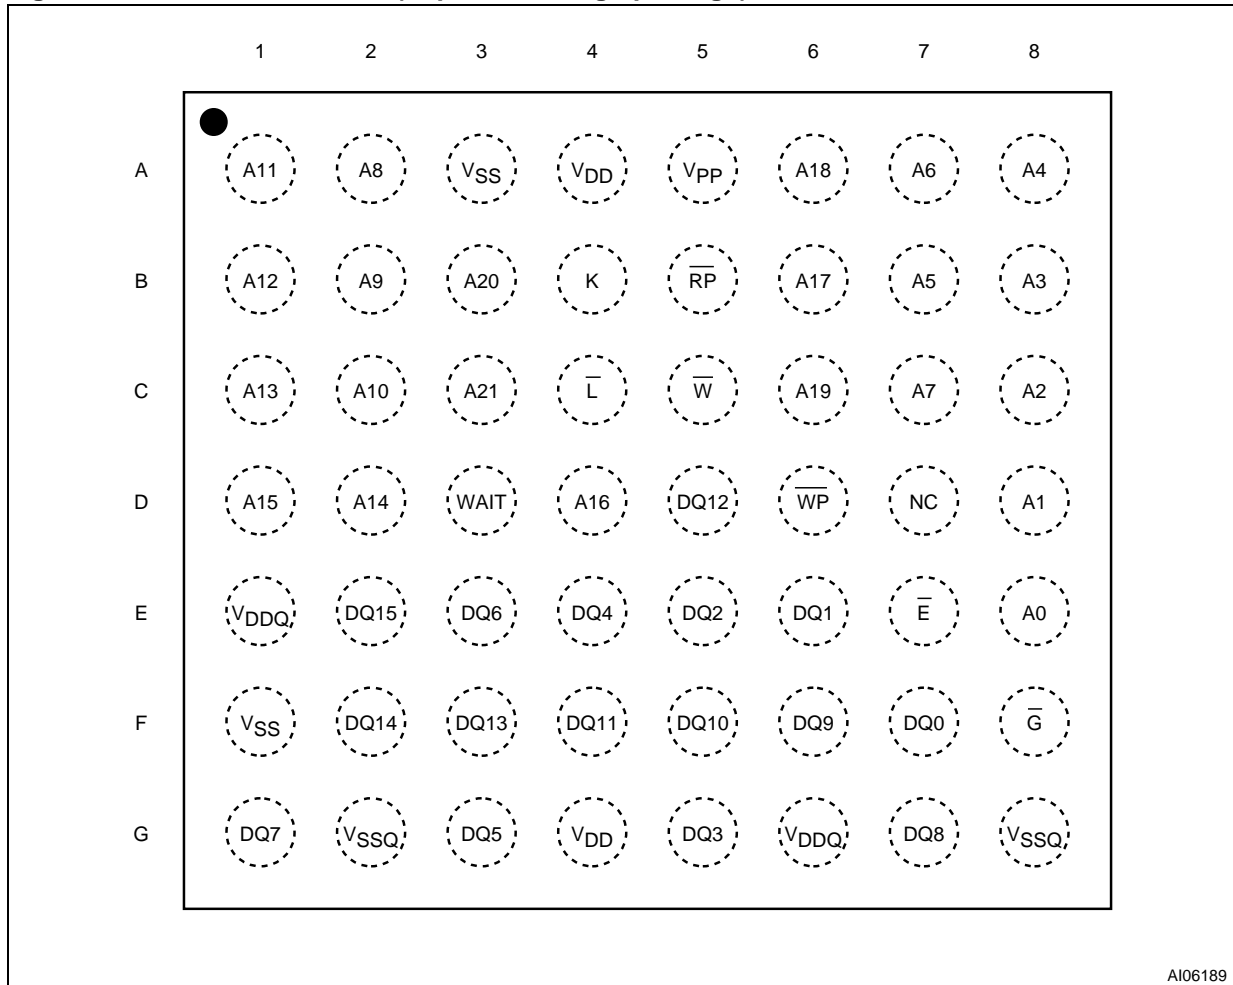 1 2 3 4 5 6 7 8
A A11 A8 VSS VDD VPP A18 A6 A4
B A12 A9 A20 K R̅P̅ A17 A5 A3
C A13 A10 A21 L̅ W̅ A19 A7 A2
D A15 A14 WAIT A16 DQ12 W̅P̅ NC A1
E VDDQ DQ15 DQ6 DQ4 DQ2 DQ1 E̅ A0
F VSS DQ14 DQ13 DQ11 DQ10 DQ9 DQ0 G̅
G DQ7 VSSQ DQ5 VDD DQ3 VDDQ DQ8 VSSQ
AI06189